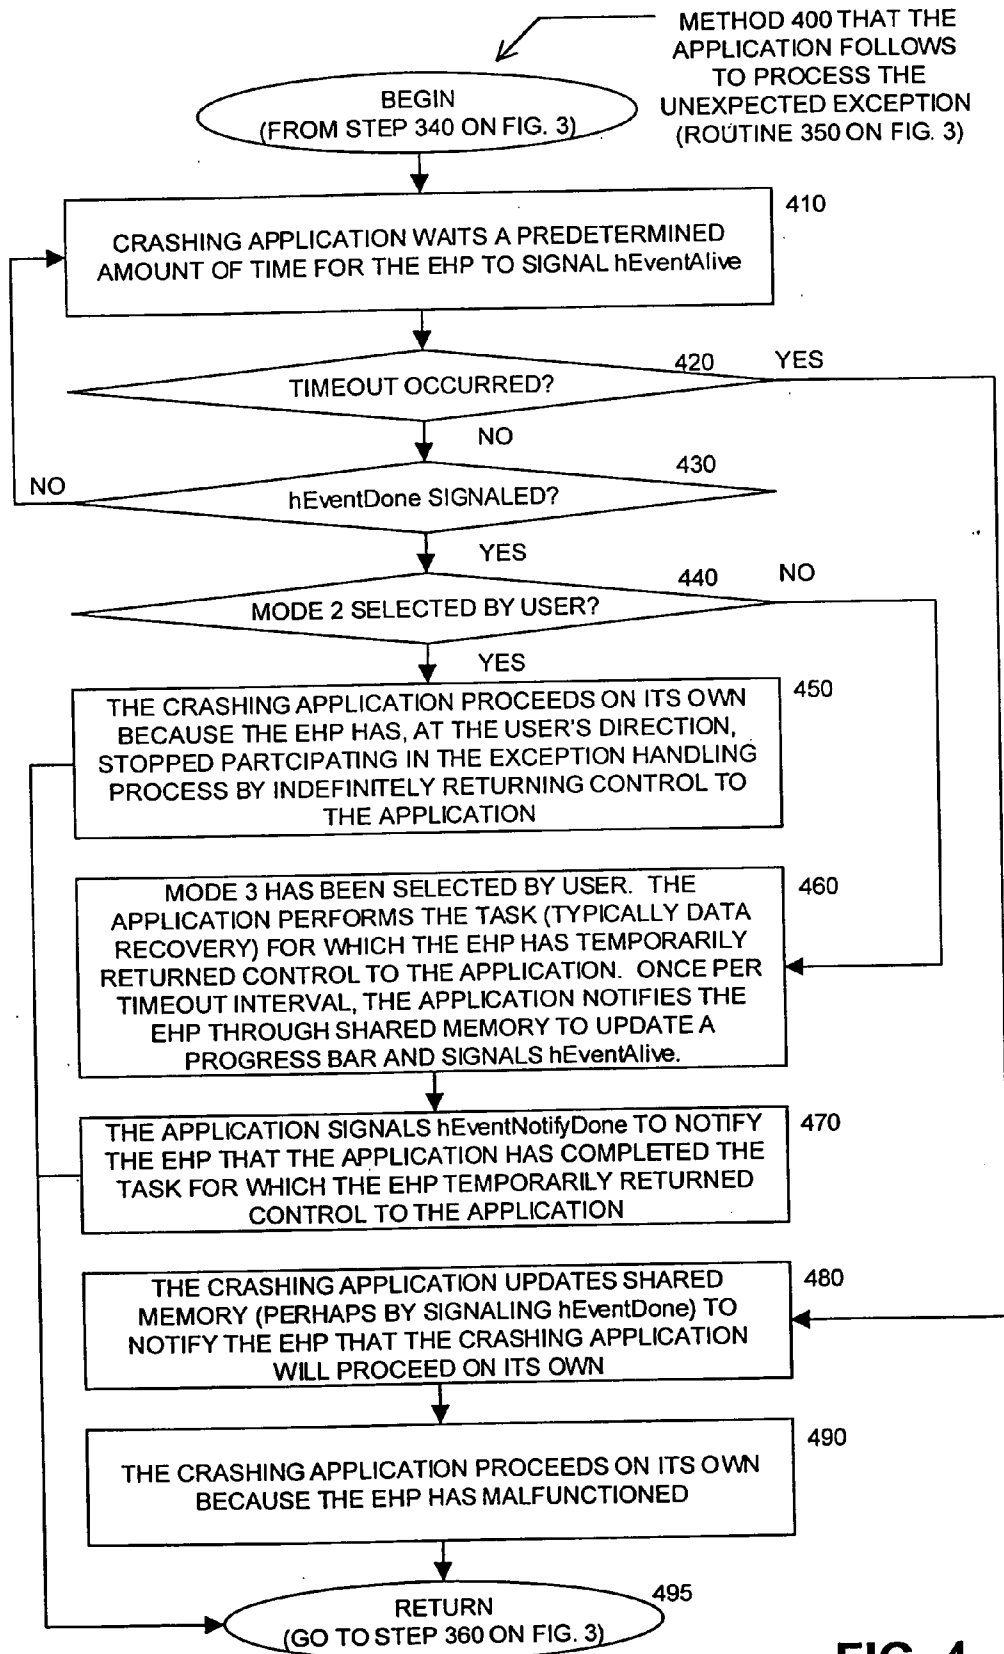 METHOD 400 THAT THE
APPLICATION FOLLOWS
TO PROCESS THE
UNEXPECTED EXCEPTION
(ROUTINE 350 ON FIG. 3)
BEGIN
(FROM STEP 340 ON FIG. 3)
410
CRASHING APPLICATION WAITS A PREDETERMINED
AMOUNT OF TIME FOR THE EHP TO SIGNAL hEventAlive
420
YES
TIMEOUT OCCURRED?
NO
430
NO
hEventDone SIGNALED?
YES
440
NO
MODE 2 SELECTED BY USER?
YES
450
THE CRASHING APPLICATION PROCEEDS ON ITS OWN
BECAUSE THE EHP HAS, AT THE USER'S DIRECTION,
STOPPED PARTCIPATING IN THE EXCEPTION HANDLING
PROCESS BY INDEFINITELY RETURNING CONTROL TO
THE APPLICATION
460
MODE 3 HAS BEEN SELECTED BY USER. THE
APPLICATION PERFORMS THE TASK (TYPICALLY DATA
RECOVERY) FOR WHICH THE EHP HAS TEMPORARILY
RETURNED CONTROL TO THE APPLICATION. ONCE PER
TIMEOUT INTERVAL, THE APPLICATION NOTIFIES THE
EHP THROUGH SHARED MEMORY TO UPDATE A
PROGRESS BAR AND SIGNALS hEventAlive.
470
THE APPLICATION SIGNALS hEventNotifyDone TO NOTIFY
THE EHP THAT THE APPLICATION HAS COMPLETED THE
TASK FOR WHICH THE EHP TEMPORARILY RETURNED
CONTROL TO THE APPLICATION
480
THE CRASHING APPLICATION UPDATES SHARED
MEMORY (PERHAPS BY SIGNALING hEventDone) TO
NOTIFY THE EHP THAT THE CRASHING APPLICATION
WILL PROCEED ON ITS OWN
490
THE CRASHING APPLICATION PROCEEDS ON ITS OWN
BECAUSE THE EHP HAS MALFUNCTIONED
495
RETURN
(GO TO STEP 360 ON FIG. 3)
FIG. 4